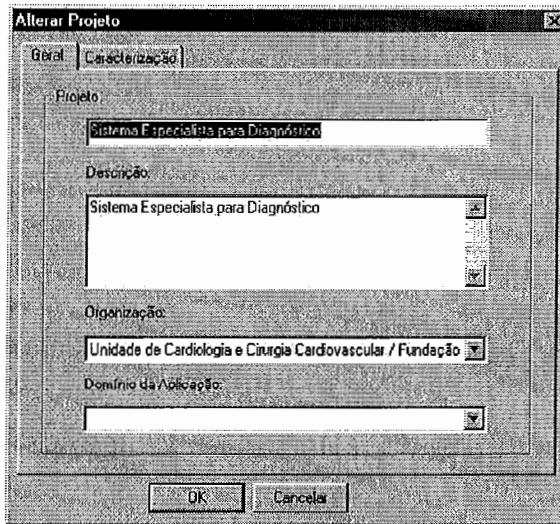 Alterar Projeto
Geral Caracterização
Projeto:
Sistema Especialista para Diagnóstico
Descrição:
Sistema Especialista para Diagnóstico
Organização:
Unidade de Cardiologia e Cirurgia Cardiovascular / Fundação
Domínio da Aplicação:
OK Cancelar